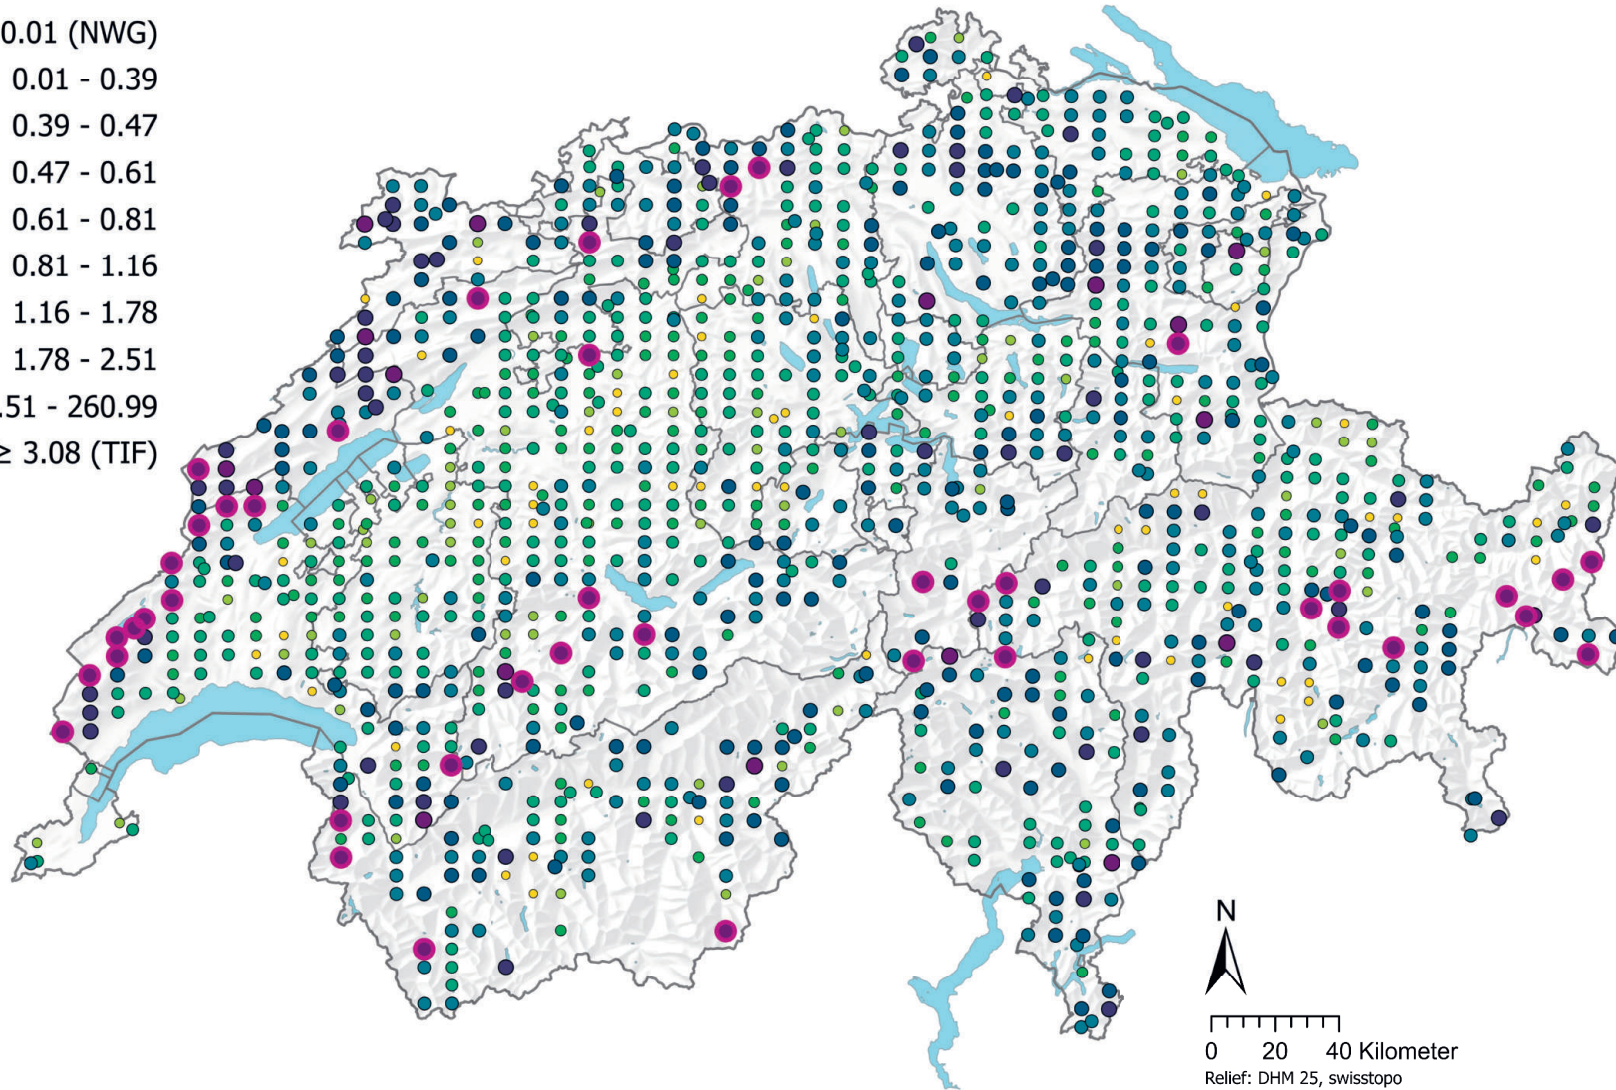 0.01 (NWG)
0.01 - 0.39
0.39 - 0.47
0.47 - 0.61
0.61 - 0.81
0.81 - 1.16
1.16 - 1.78
1.78 - 2.51
.51 - 260.99
≥ 3.08 (TIF)
N
0 20 40 Kilometer
Relief: DHM 25, swisstopo